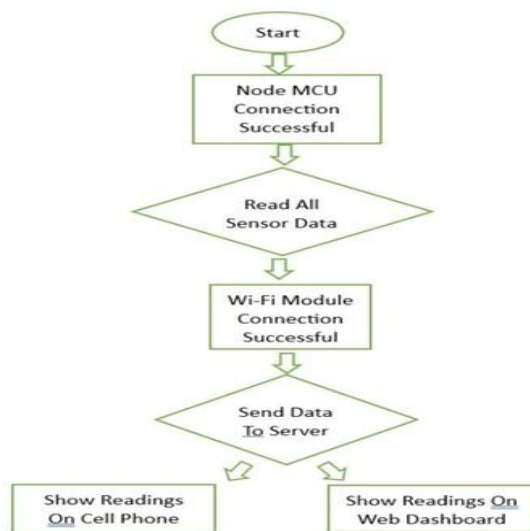 Start
Node MCU
Connection
Successful
Read All
Sensor Data
Wi-Fi Module
Connection
Successful
Send Data
To Server
Show Readings
On Cell Phone
Show Readings On
Web Dashboard